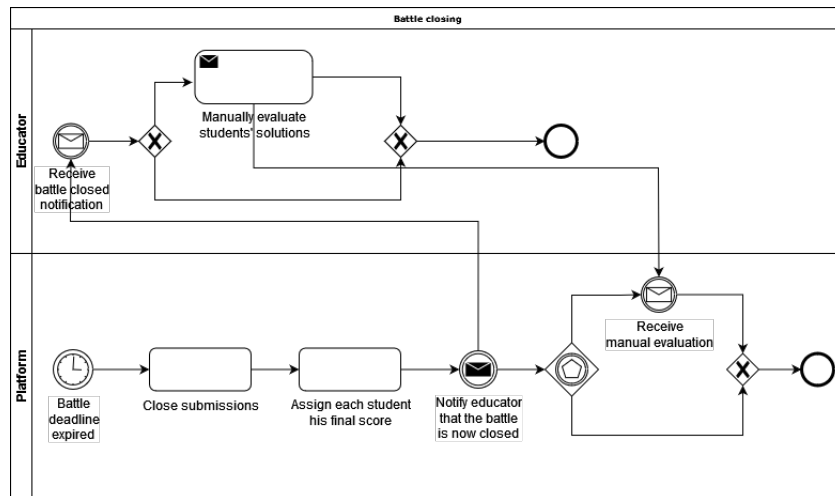 Battle closing
Educator
Manually evaluate
students' solutions
Receive
battle closed
notification
Platform
Receive
manual evaluation
Battle
deadline
expired
Close submissions
Assign each student
his final score
Notify educator
that the battle
is now closed